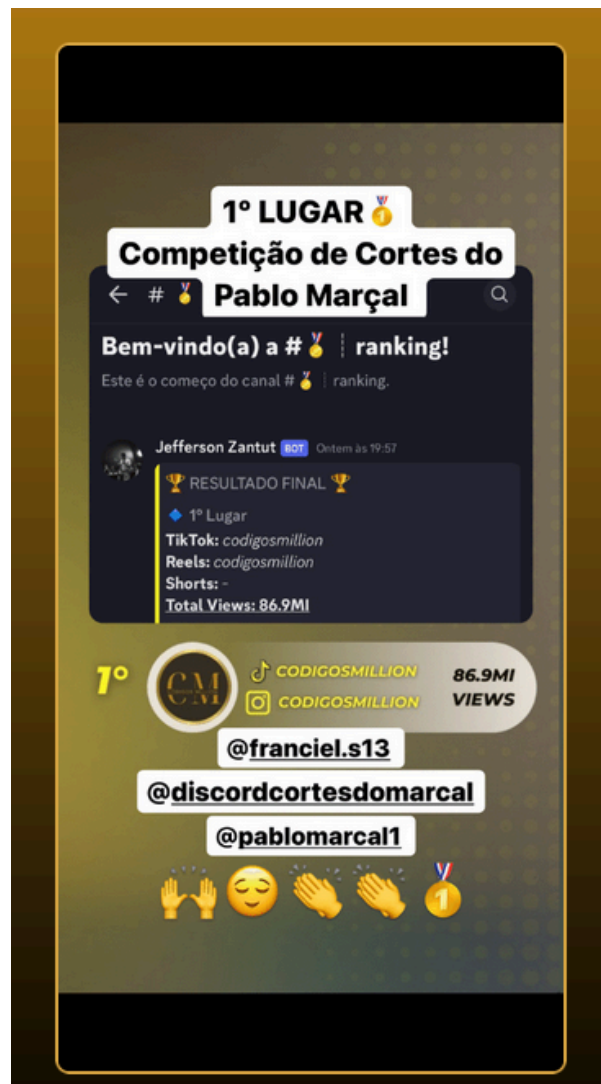 1º LUGAR🥇
Competição de Cortes do
Pablo Marçal
← # 🏅
Bem-vindo(a) a #🏅┊ranking!
Este é o começo do canal #🏅┊ranking.
Jefferson Zantut BOT Ontem às 19:57
🏆 RESULTADO FINAL 🏆
🔹 1º Lugar
TikTok: codigosmillion
Reels: codigosmillion
Shorts: -
Total Views: 86.9MI
1º
CM
CODIGOSMILLION
CODIGOSMILLION
86.9MI
VIEWS
@franciel.s13
@discordcortesdomarcal
@pablomarcal1
🙌😌👏👏🥇